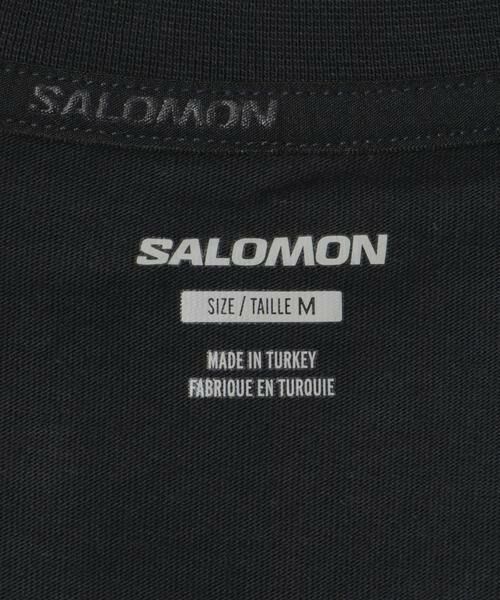 SALOMON
SALOMON
SIZE / TAILLE M
MADE IN TURKEY
FABRIQUE EN TURQUIE